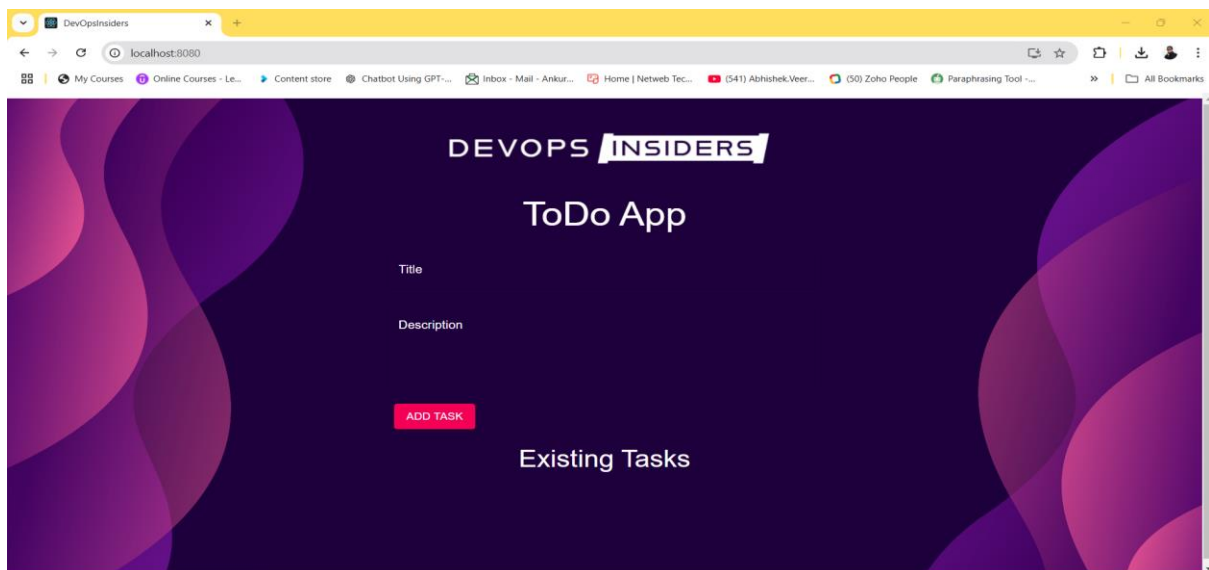 DevOpsInsiders
localhost:8080
My Courses Online Courses - Le... Content store Chatbot Using GPT-... Inbox - Mail - Ankur... Home | Netweb Tec... (541) Abhishek.Veer... (50) Zoho People Paraphrasing Tool -... All Bookmarks
DEVOPS INSIDERS
ToDo App
Title
Description
ADD TASK
Existing Tasks